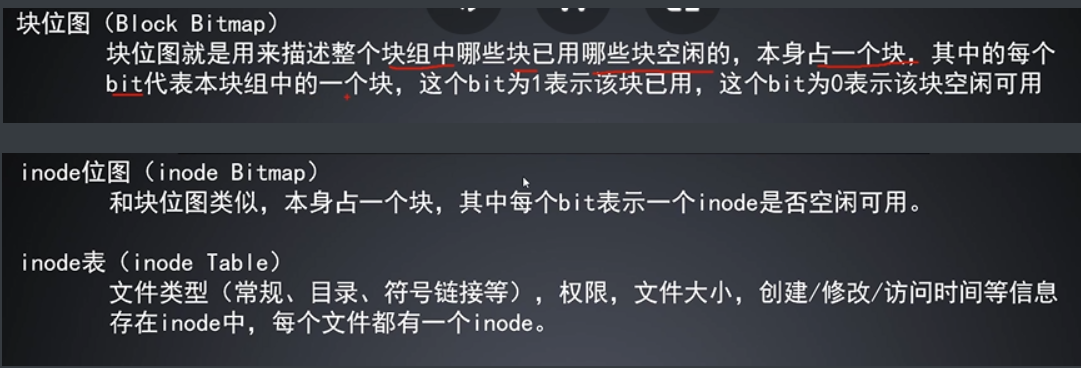 块位图（Block Bitmap）
块位图就是用来描述整个块组中哪些块已用哪些块空闲的，本身占一个块，其中的每个
bit代表本块组中的一个块，这个bit为1表示该块已用，这个bit为0表示该块空闲可用
inode位图（inode Bitmap）
和块位图类似，本身占一个块，其中每个bit表示一个inode是否空闲可用。
inode表（inode Table）
文件类型（常规、目录、符号链接等），权限，文件大小，创建/修改/访问时间等信息
存在inode中，每个文件都有一个inode。